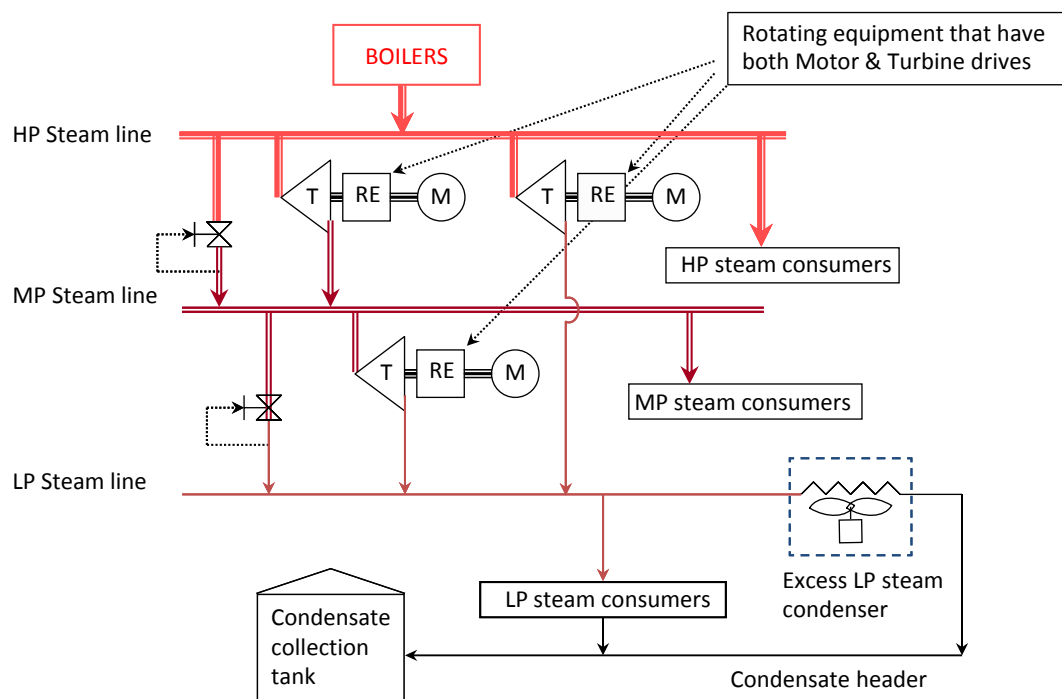 BOILERS
Rotating equipment that have
both Motor & Turbine drives
HP Steam line
T
RE
M
T
RE
M
HP steam consumers
MP Steam line
T
RE
M
MP steam consumers
LP Steam line
Excess LP steam
condenser
LP steam consumers
Condensate
collection
tank
Condensate header